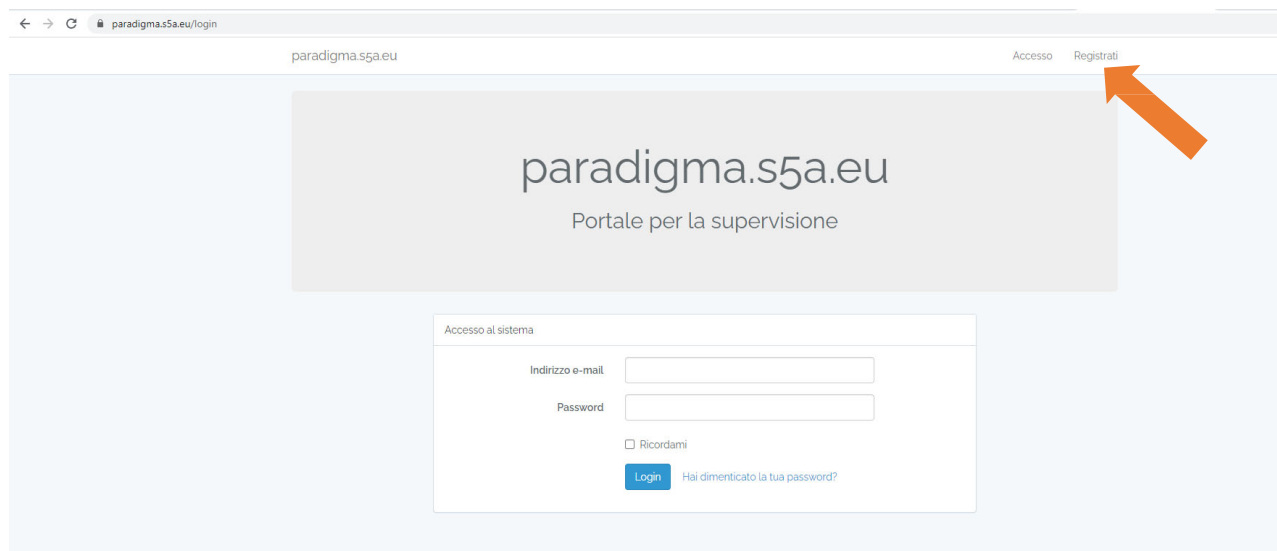 paradigma.s5a.eu/login
paradigma.s5a.eu Accesso Registrati
paradigma.s5a.eu
Portale per la supervisione
Accesso al sistema
Indirizzo e-mail
Password
Ricordami
Login Hai dimenticato la tua password?